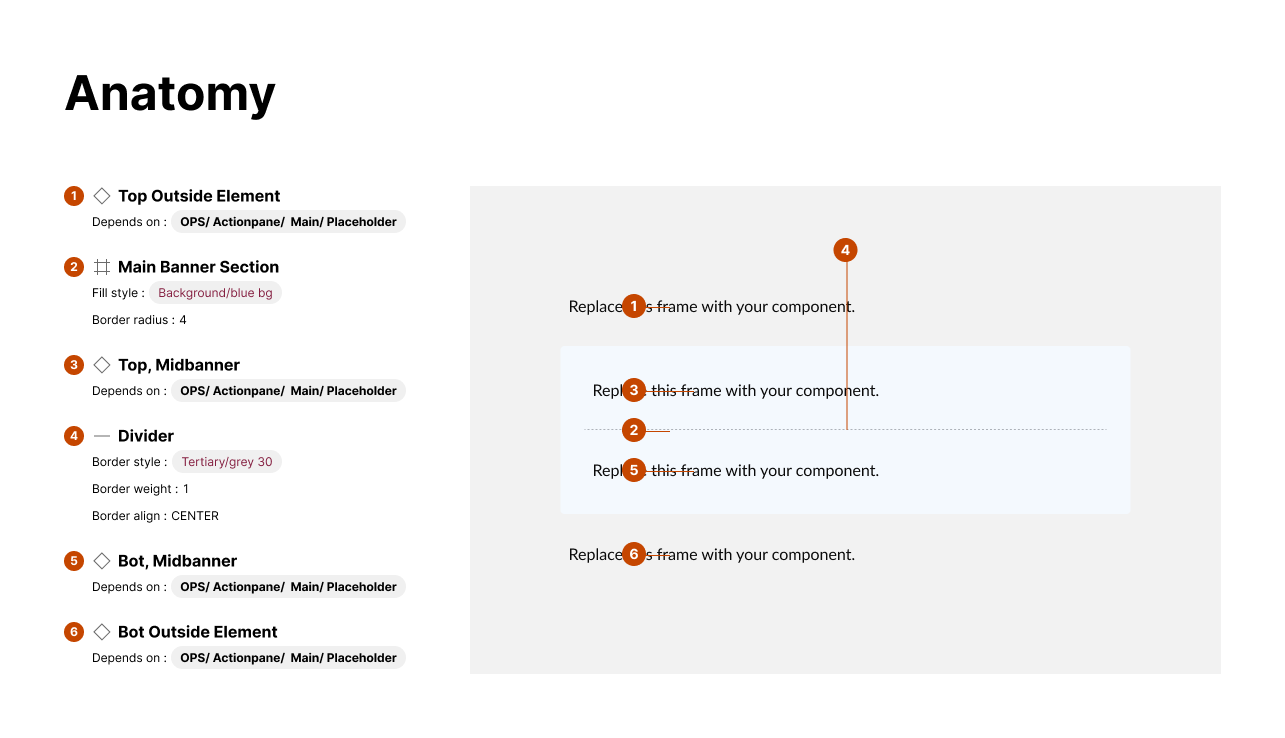 Anatomy
1 Top Outside Element
Depends on : OPS/ Actionpane/ Main/ Placeholder
2 Main Banner Section
Fill style : Background/blue bg
Border radius : 4
3 Top, Midbanner
Depends on : OPS/ Actionpane/ Main/ Placeholder
4 Divider
Border style : Tertiary/grey 30
Border weight : 1
Border align : CENTER
5 Bot, Midbanner
Depends on : OPS/ Actionpane/ Main/ Placeholder
6 Bot Outside Element
Depends on : OPS/ Actionpane/ Main/ Placeholder
4
Replace 1 frame with your component.
3 this frame with your component.
2
5 this frame with your component.
Replace 6 frame with your component.